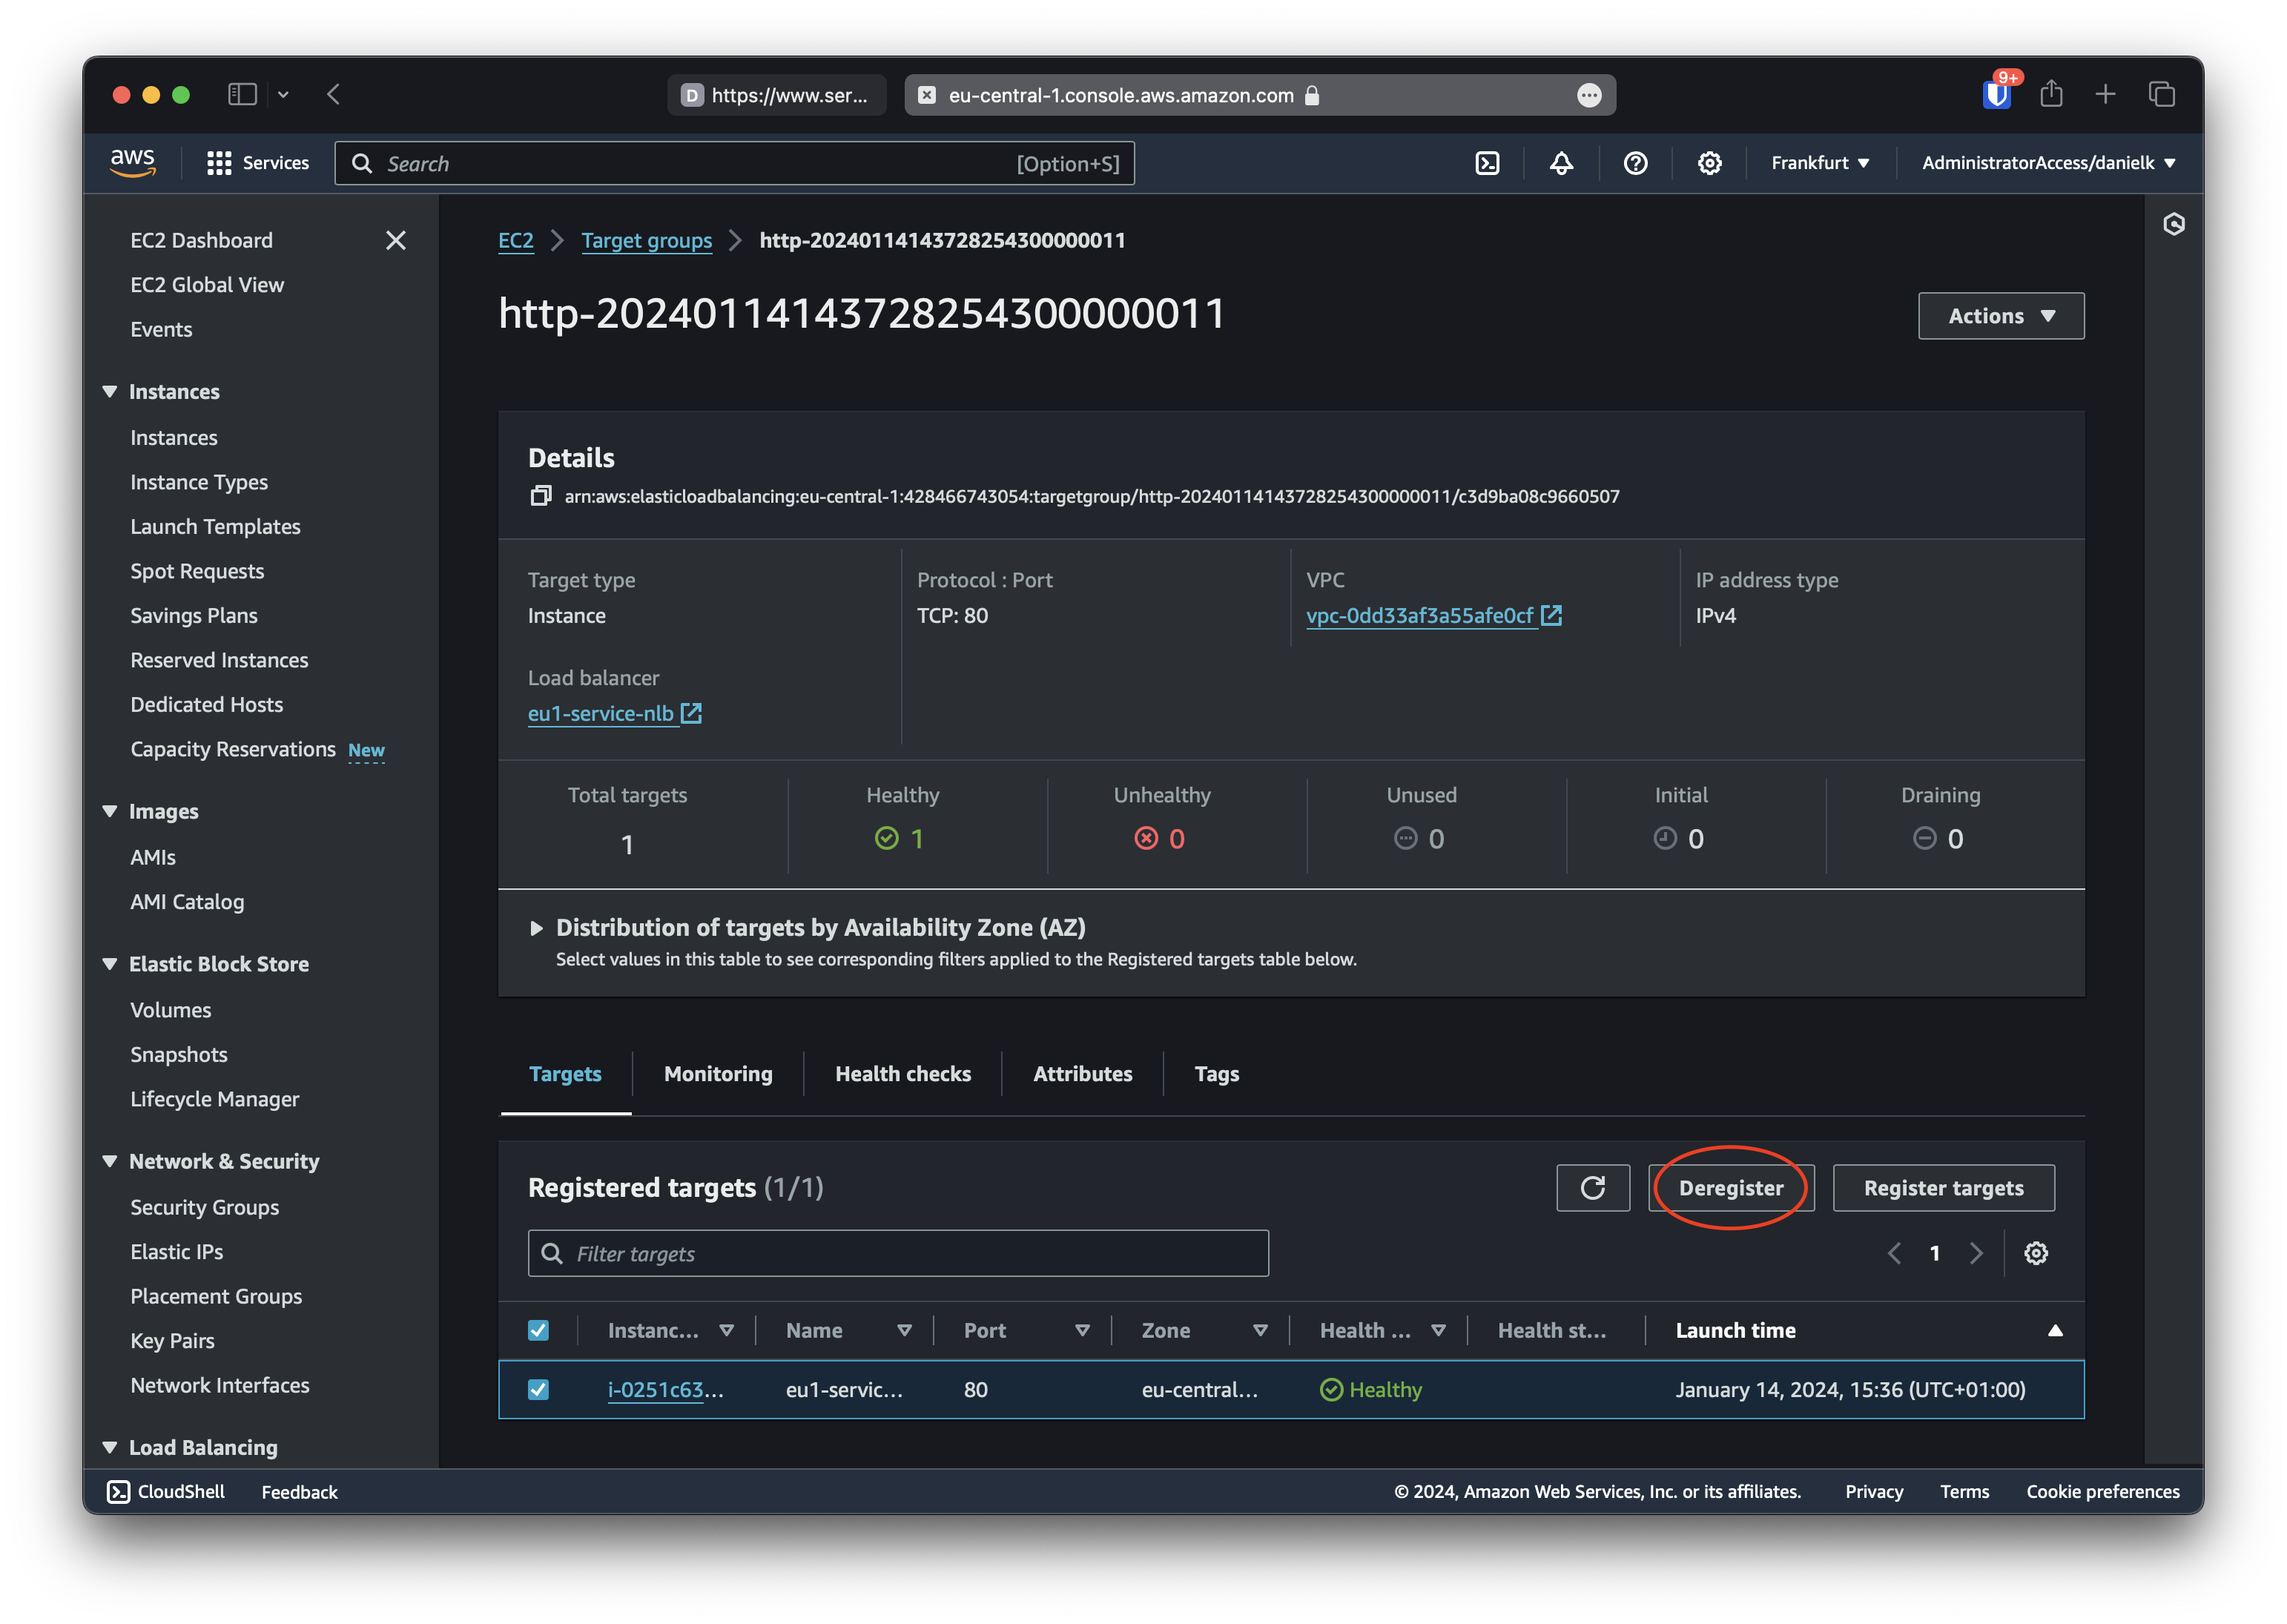 D https://www.ser...
eu-central-1.console.aws.amazon.com
9+
aws
Services
Search
[Option+S]
Frankfurt
AdministratorAccess/danielk
EC2 Dashboard
EC2 Global View
Events
Instances
Instances
Instance Types
Launch Templates
Spot Requests
Savings Plans
Reserved Instances
Dedicated Hosts
Capacity Reservations New
Images
AMIs
AMI Catalog
Elastic Block Store
Volumes
Snapshots
Lifecycle Manager
Network & Security
Security Groups
Elastic IPs
Placement Groups
Key Pairs
Network Interfaces
Load Balancing
EC2 > Target groups > http-20240114143728254300000011
http-20240114143728254300000011
Actions
Details
arn:aws:elasticloadbalancing:eu-central-1:428466743054:targetgroup/http-20240114143728254300000011/c3d9ba08c9660507
Target type
Instance
Protocol : Port
TCP: 80
VPC
vpc-0dd33af3a55afe0cf
IP address type
IPv4
Load balancer
eu1-service-nlb
Total targets
1
Healthy
1
Unhealthy
0
Unused
0
Initial
0
Draining
0
Distribution of targets by Availability Zone (AZ)
Select values in this table to see corresponding filters applied to the Registered targets table below.
Targets
Monitoring
Health checks
Attributes
Tags
Registered targets (1/1)
Deregister
Register targets
Filter targets
1
Instanc... Name Port Zone Health ... Health st... Launch time
i-0251c63... eu1-servic... 80 eu-central... Healthy January 14, 2024, 15:36 (UTC+01:00)
CloudShell
Feedback
© 2024, Amazon Web Services, Inc. or its affiliates.
Privacy
Terms
Cookie preferences